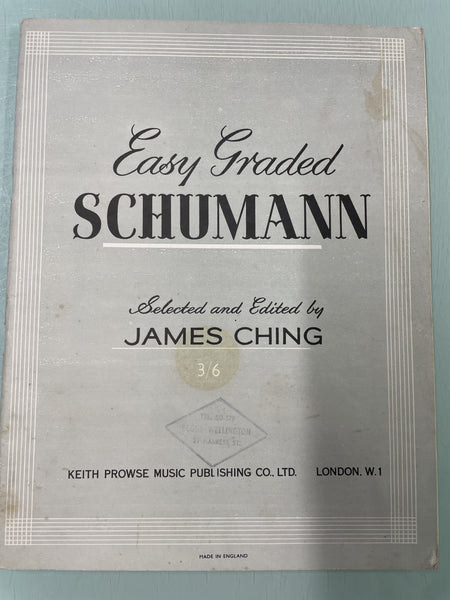 Easy Graded
SCHUMANN
Selected and Edited by
JAMES CHING
3/6
WELLINGTON
KEITH PROWSE MUSIC PUBLISHING CO., LTD. LONDON. W.1
MADE IN ENGLAND